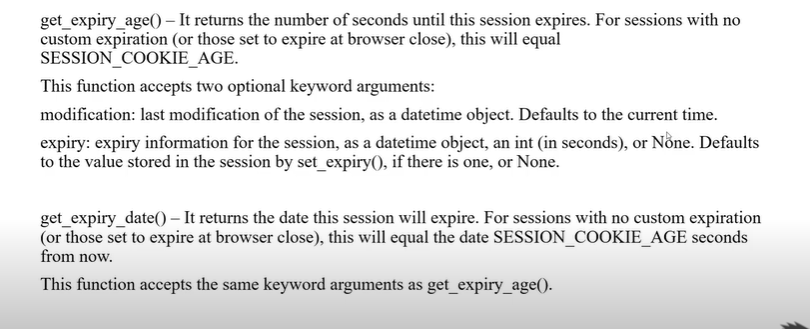 get_expiry_age() – It returns the number of seconds until this session expires. For sessions with no
custom expiration (or those set to expire at browser close), this will equal
SESSION_COOKIE_AGE.
This function accepts two optional keyword arguments:
modification: last modification of the session, as a datetime object. Defaults to the current time.
expiry: expiry information for the session, as a datetime object, an int (in seconds), or None. Defaults
to the value stored in the session by set_expiry(), if there is one, or None.
get_expiry_date() – It returns the date this session will expire. For sessions with no custom expiration
(or those set to expire at browser close), this will equal the date SESSION_COOKIE_AGE seconds
from now.
This function accepts the same keyword arguments as get_expiry_age().